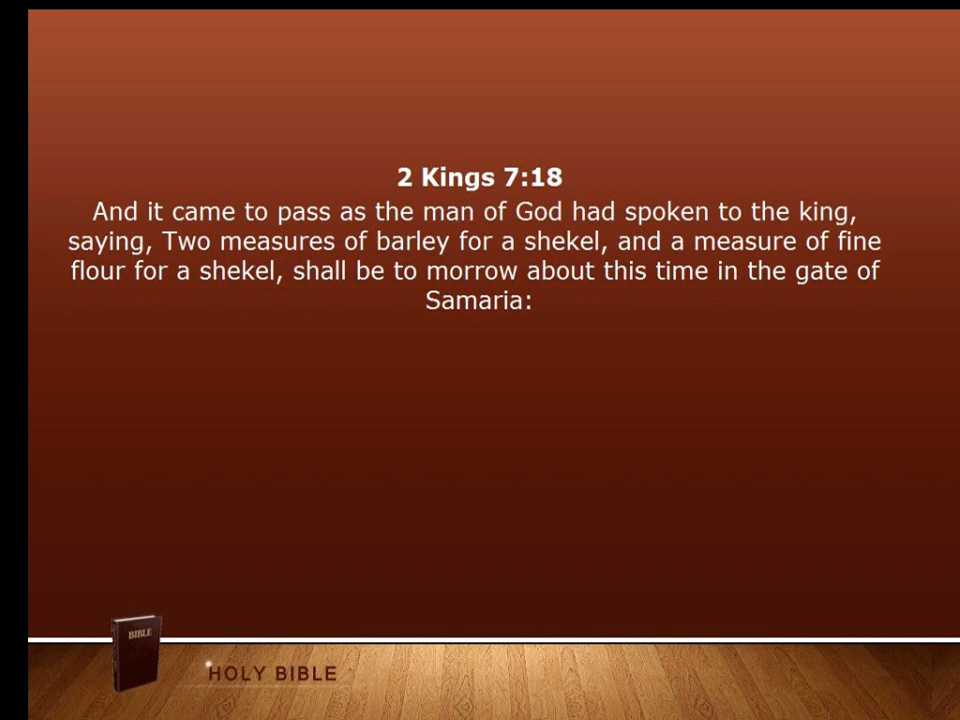 2 Kings 7:18
And it came to pass as the man of God had spoken to the king,
saying, Two measures of barley for a shekel, and a measure of fine
flour for a shekel, shall be to morrow about this time in the gate of
Samaria:
BIBLE
HOLY BIBLE